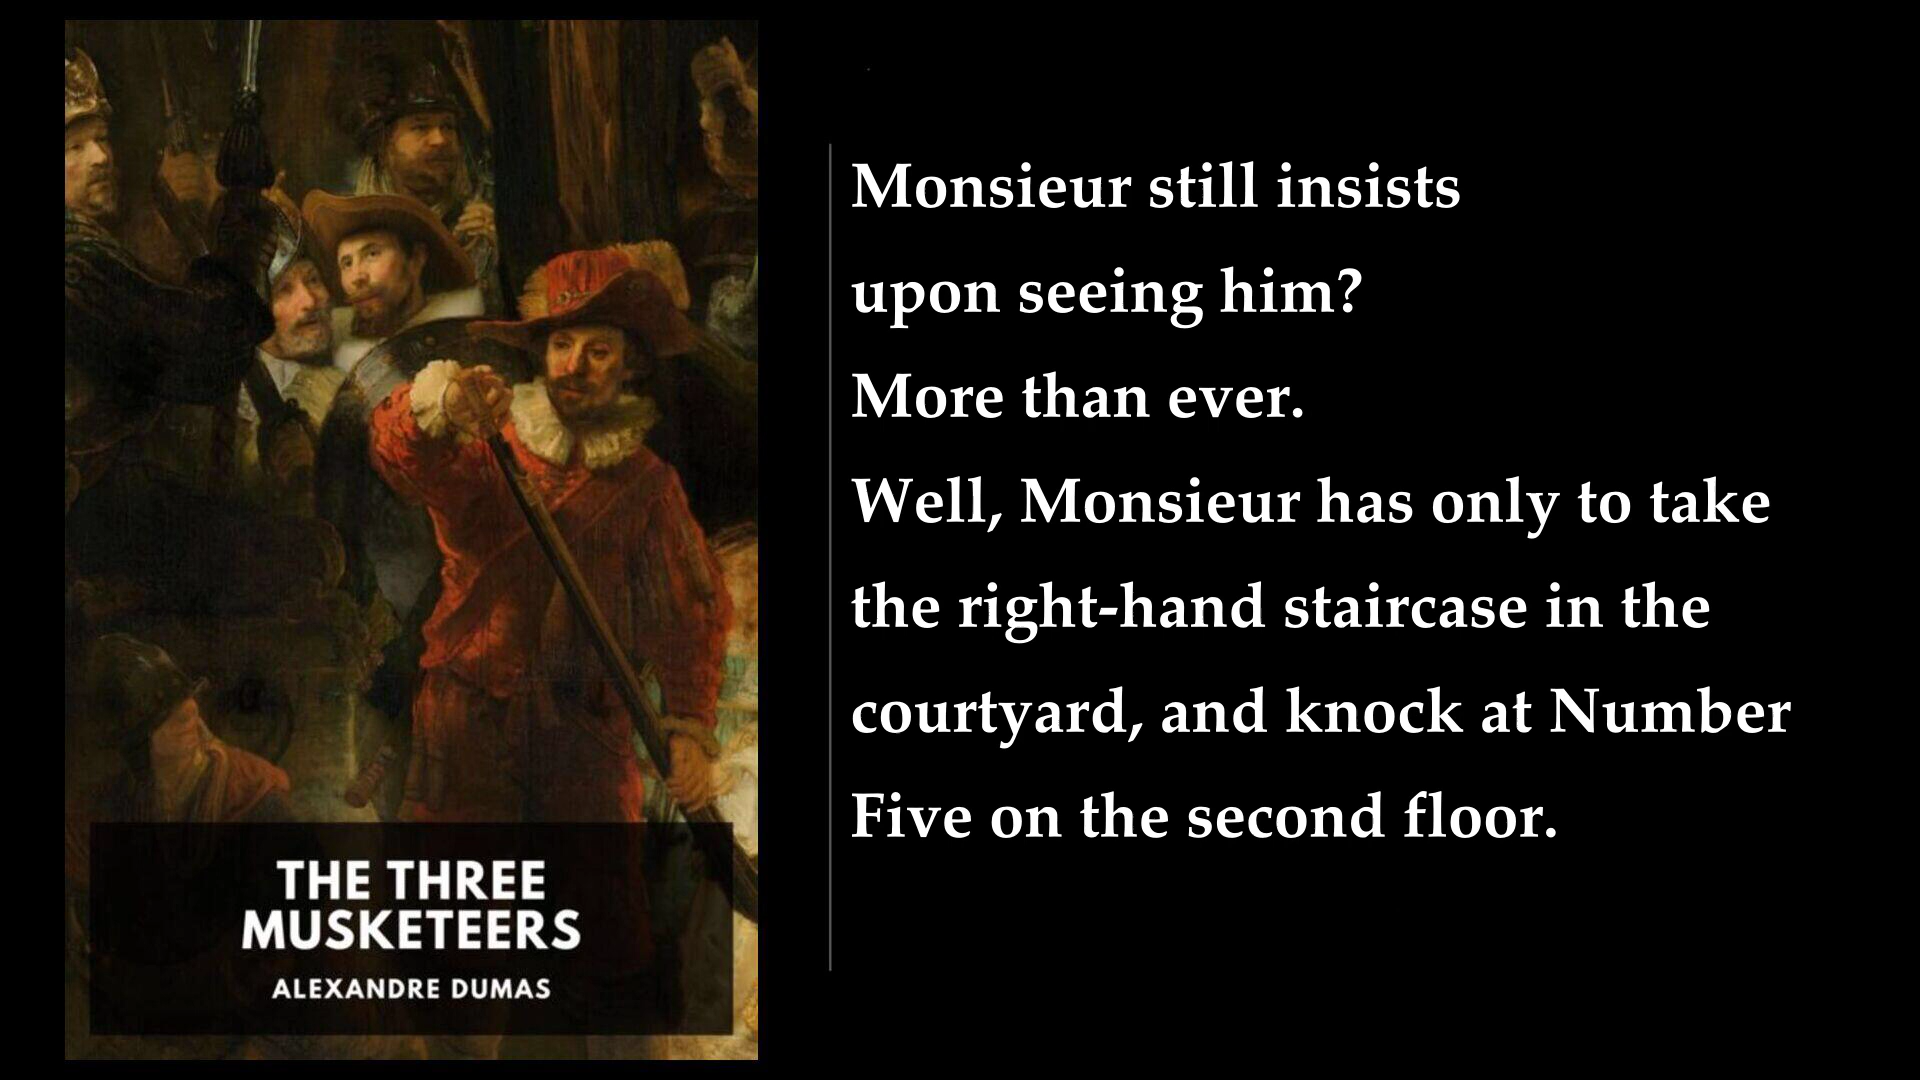 THE THREE
MUSKETEERS
ALEXANDRE DUMAS
Monsieur still insists
upon seeing him?
More than ever.
Well, Monsieur has only to take
the right-hand staircase in the
courtyard, and knock at Number
Five on the second floor.